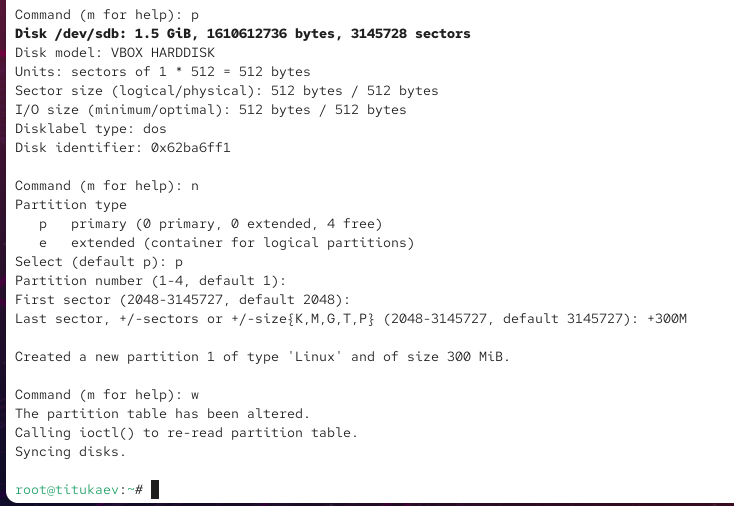 Command (m for help): p
Disk /dev/sdb: 1.5 GiB, 1610612736 bytes, 3145728 sectors
Disk model: VBOX HARDDISK
Units: sectors of 1 * 512 = 512 bytes
Sector size (logical/physical): 512 bytes / 512 bytes
I/O size (minimum/optimal): 512 bytes / 512 bytes
Disklabel type: dos
Disk identifier: 0x62ba6ff1

Command (m for help): n
Partition type
   p   primary (0 primary, 0 extended, 4 free)
   e   extended (container for logical partitions)
Select (default p): p
Partition number (1-4, default 1):
First sector (2048-3145727, default 2048):
Last sector, +/-sectors or +/-size{K,M,G,T,P} (2048-3145727, default 3145727): +300M

Created a new partition 1 of type 'Linux' and of size 300 MiB.

Command (m for help): w
The partition table has been altered.
Calling ioctl() to re-read partition table.
Syncing disks.

root@titukaev:~#